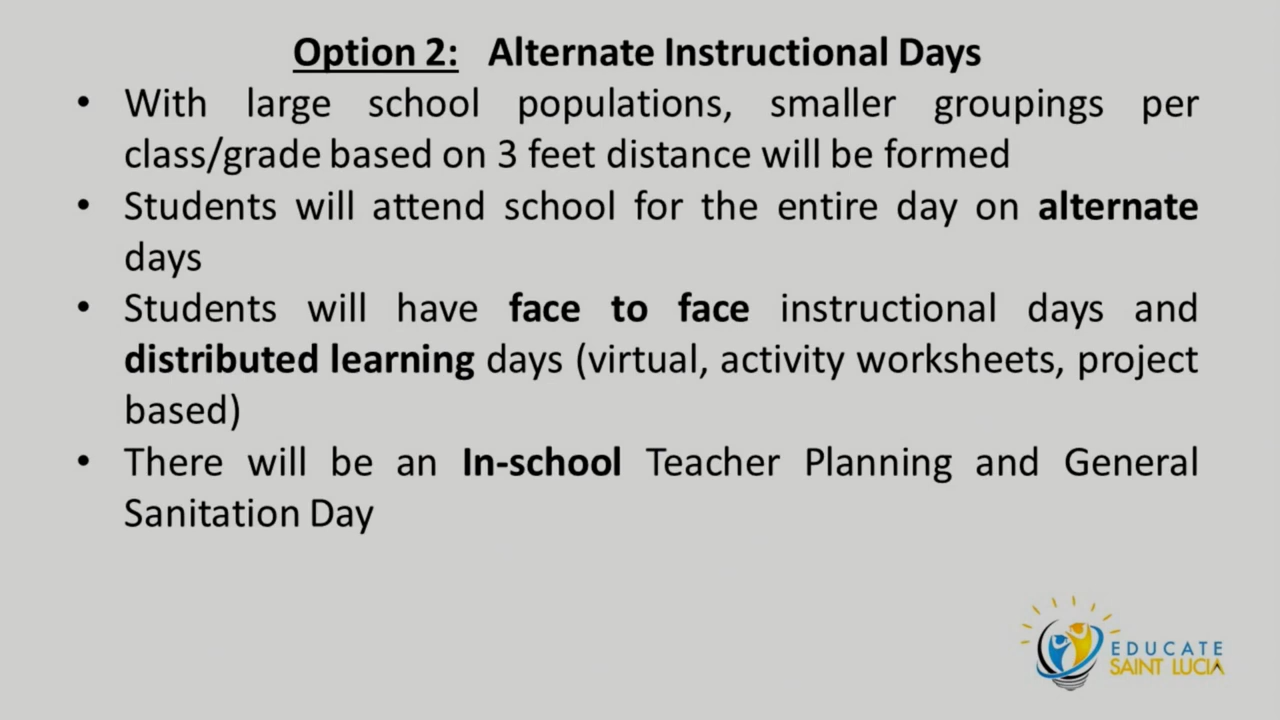 Option 2: Alternate Instructional Days
• With large school populations, smaller groupings per
class/grade based on 3 feet distance will be formed
• Students will attend school for the entire day on alternate
days
• Students will have face to face instructional days and
distributed learning days (virtual, activity worksheets, project
based)
• There will be an In-school Teacher Planning and General
Sanitation Day
EDUCATE
SAINT LUCIA